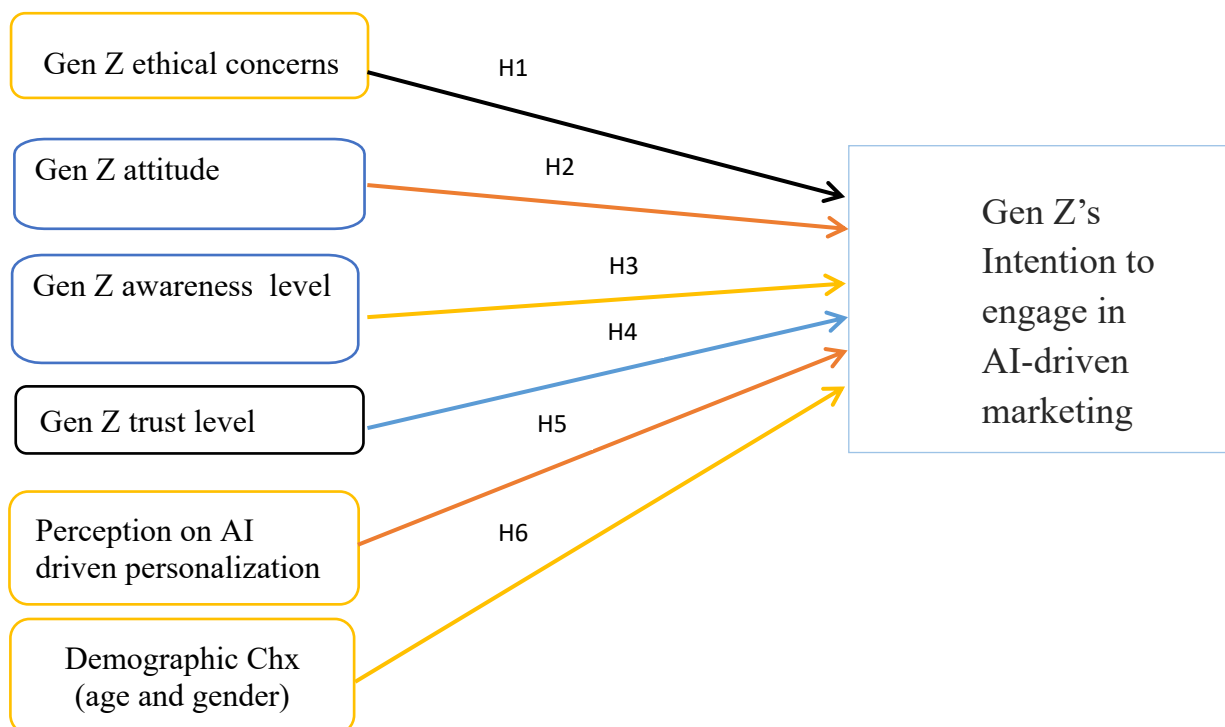 Gen Z ethical concerns
H1
Gen Z attitude
H2
Gen Z awareness  level
H3
H4
Gen Z trust level
H5
Perception on AI
driven personalization
H6
Demographic Chx
(age and gender)
Gen Z’s
Intention to
engage in
AI-driven
marketing